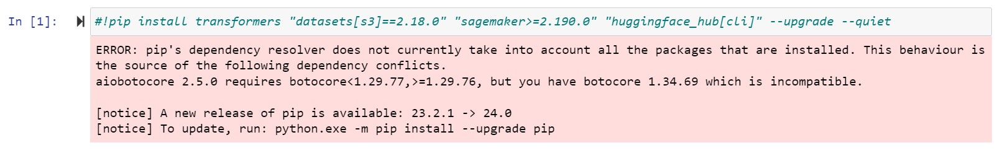 In [1]: #!pip install transformers "datasets[s3]==2.18.0" "sagemaker>=2.190.0" "huggingface_hub[cli]" --upgrade --quiet
ERROR: pip's dependency resolver does not currently take into account all the packages that are installed. This behaviour is
the source of the following dependency conflicts.
aiobotocore 2.5.0 requires botocore<1.29.77,>=1.29.76, but you have botocore 1.34.69 which is incompatible.
[notice] A new release of pip is available: 23.2.1 -> 24.0
[notice] To update, run: python.exe -m pip install --upgrade pip